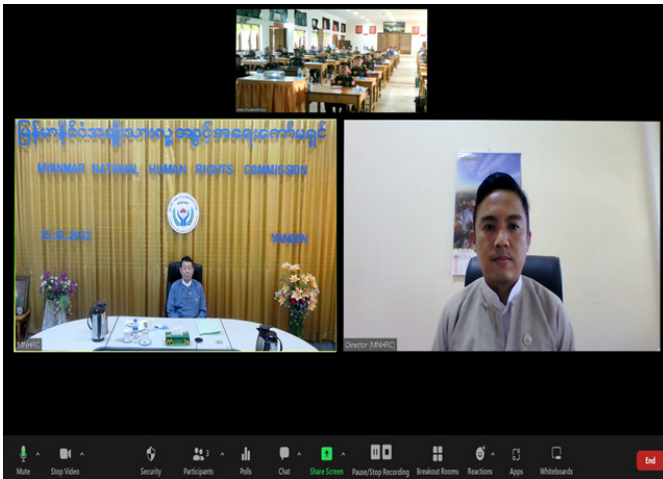 မြန်မာနိုင်ငံအမျိုးသားလူ့အခွင့်အရေးကော်မရှင်
MYANMAR NATIONAL HUMAN RIGHTS COMMISSION
25.10.2022 YANGON
MNHRC
Director (MNHRC)
3
Mute
Stop Video
Security
Participants
Polls
Chat
Share Screen
Pause/Stop Recording
Breakout Rooms
Reactions
Apps
Whiteboards
End